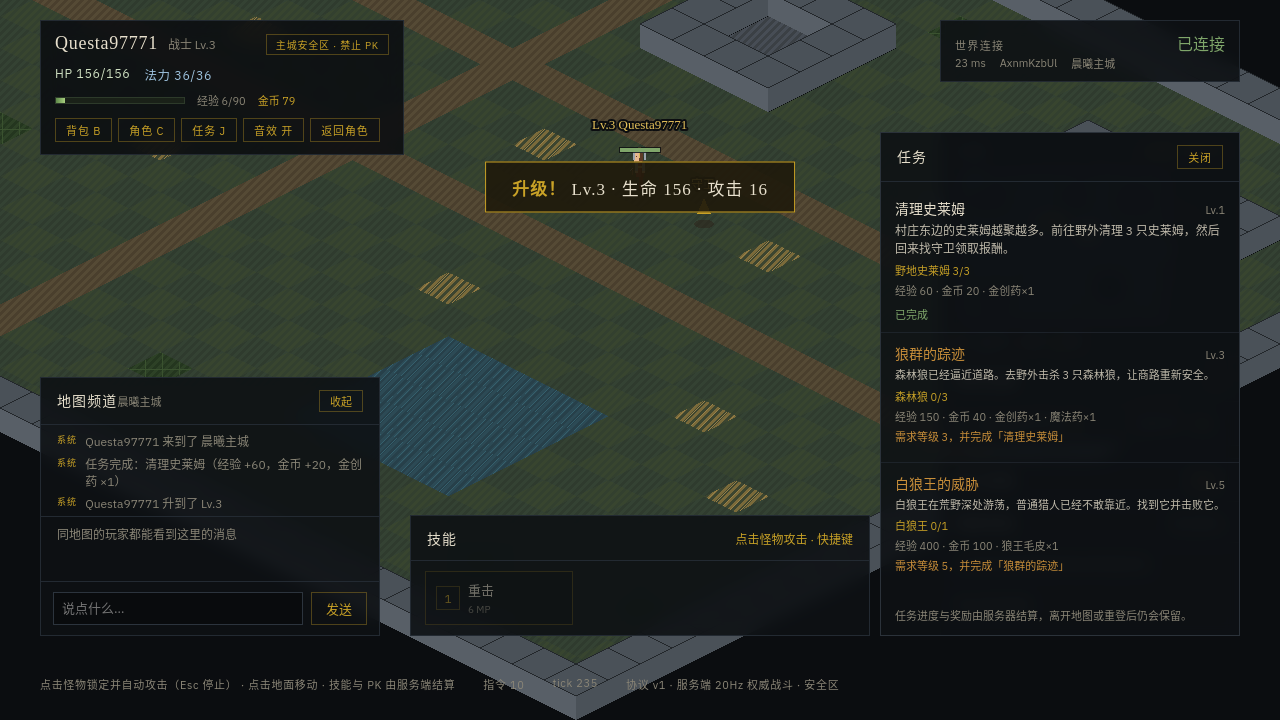 Questa97771 战士 Lv.3 主城安全区 · 禁止 PK
HP 156/156 法力 36/36
经验 6/90 金币 79
背包 B 角色 C 任务 J 音效 开 返回角色
世界连接 已连接
23 ms AxnmKzbUl 晨曦主城
Lv.3 Questa97771
升级! Lv.3 · 生命 156 · 攻击 16
任务 关闭
清理史莱姆 Lv.1
村庄东边的史莱姆越聚越多。前往野外清理 3 只史莱姆，然后
回来找守卫领取报酬。
野地史莱姆 3/3
经验 60 · 金币 20 · 金创药×1
已完成
狼群的踪迹 Lv.3
森林狼已经逼近道路。去野外击杀 3 只森林狼，让商路重新安全。
森林狼 0/3
经验 150 · 金币 40 · 金创药×1 · 魔法药×1
需求等级 3，并完成「清理史莱姆」
白狼王的威胁 Lv.5
白狼王在荒野深处游荡，普通猎人已经不敢靠近。找到它并击败它。
白狼王 0/1
经验 400 · 金币 100 · 狼王毛皮×1
需求等级 5，并完成「狼群的踪迹」
任务进度与奖励由服务器结算，离开地图或重登后仍会保留。
地图频道 晨曦主城 收起
系统 Questa97771 来到了 晨曦主城
系统 任务完成：清理史莱姆（经验 +60，金币 +20，金创
药 ×1）
系统 Questa97771 升到了 Lv.3
同地图的玩家都能看到这里的消息
说点什么… 发送
技能 点击怪物攻击 · 快捷键
1 重击
6 MP
点击怪物锁定并自动攻击（Esc 停止） · 点击地面移动 · 技能与 PK 由服务端结算 指令 10 tick 235 协议 v1 · 服务端 20Hz 权威战斗 · 安全区